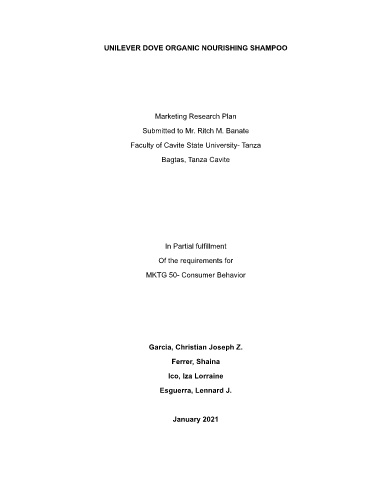 UNILEVER DOVE ORGANIC NOURISHING SHAMPOO
Marketing Research Plan
Submitted to Mr. Ritch M. Banate
Faculty of Cavite State University- Tanza
Bagtas, Tanza Cavite
In Partial fulfillment
Of the requirements for
MKTG 50- Consumer Behavior
Garcia, Christian Joseph Z.
Ferrer, Shaina
Ico, Iza Lorraine
Esguerra, Lennard J.
January 2021